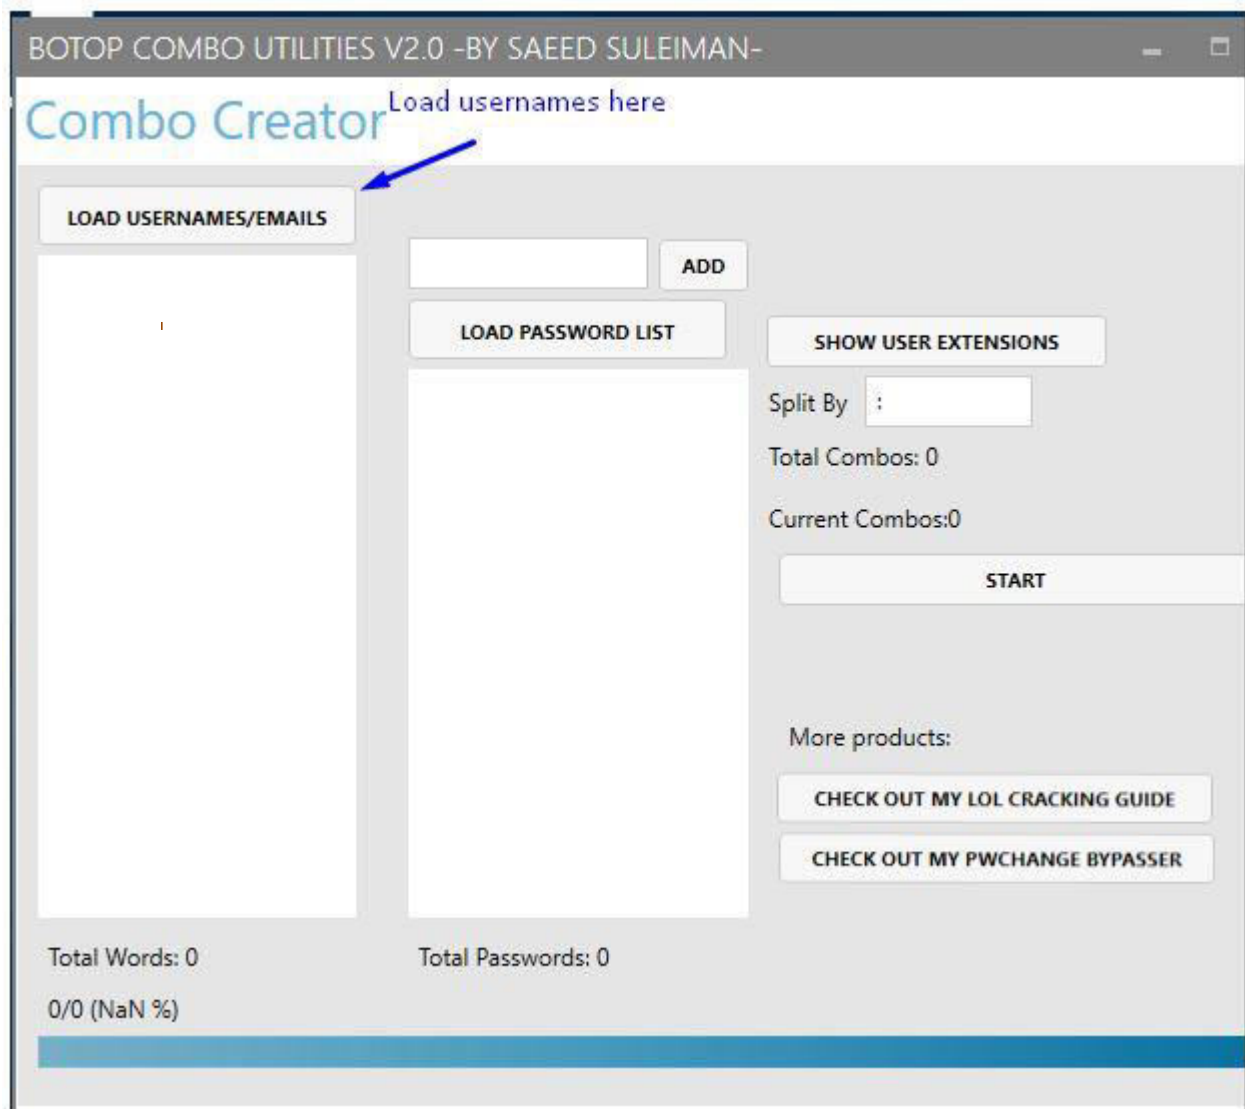 BOTOP COMBO UTILITIES V2.0 -BY SAEED SULEIMAN-
Combo Creator
Load usernames here
LOAD USERNAMES/EMAILS
ADD
LOAD PASSWORD LIST
SHOW USER EXTENSIONS
Split By :
Total Combos: 0
Current Combos:0
START
More products:
CHECK OUT MY LOL CRACKING GUIDE
CHECK OUT MY PWCHANGE BYPASSER
Total Words: 0
Total Passwords: 0
0/0 (NaN %)